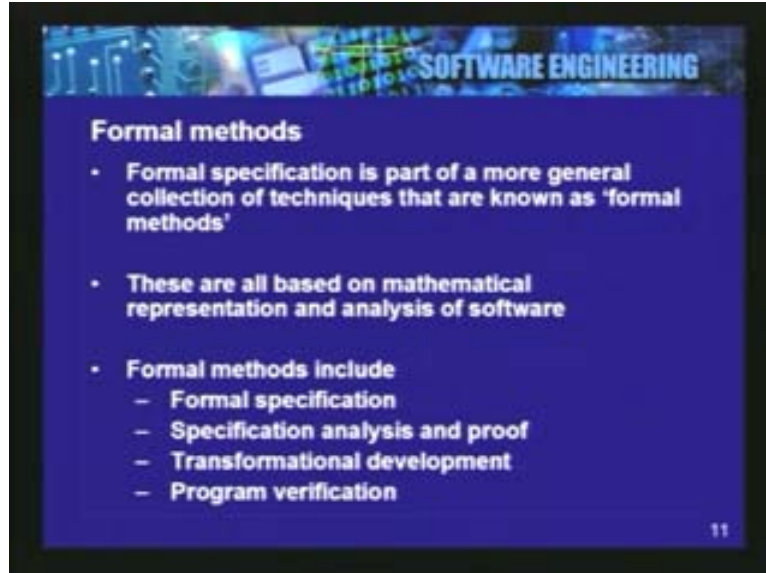 SOFTWARE ENGINEERING
Formal methods
• Formal specification is part of a more general
collection of techniques that are known as ‘formal
methods’
• These are all based on mathematical
representation and analysis of software
• Formal methods include
– Formal specification
– Specification analysis and proof
– Transformational development
– Program verification
11